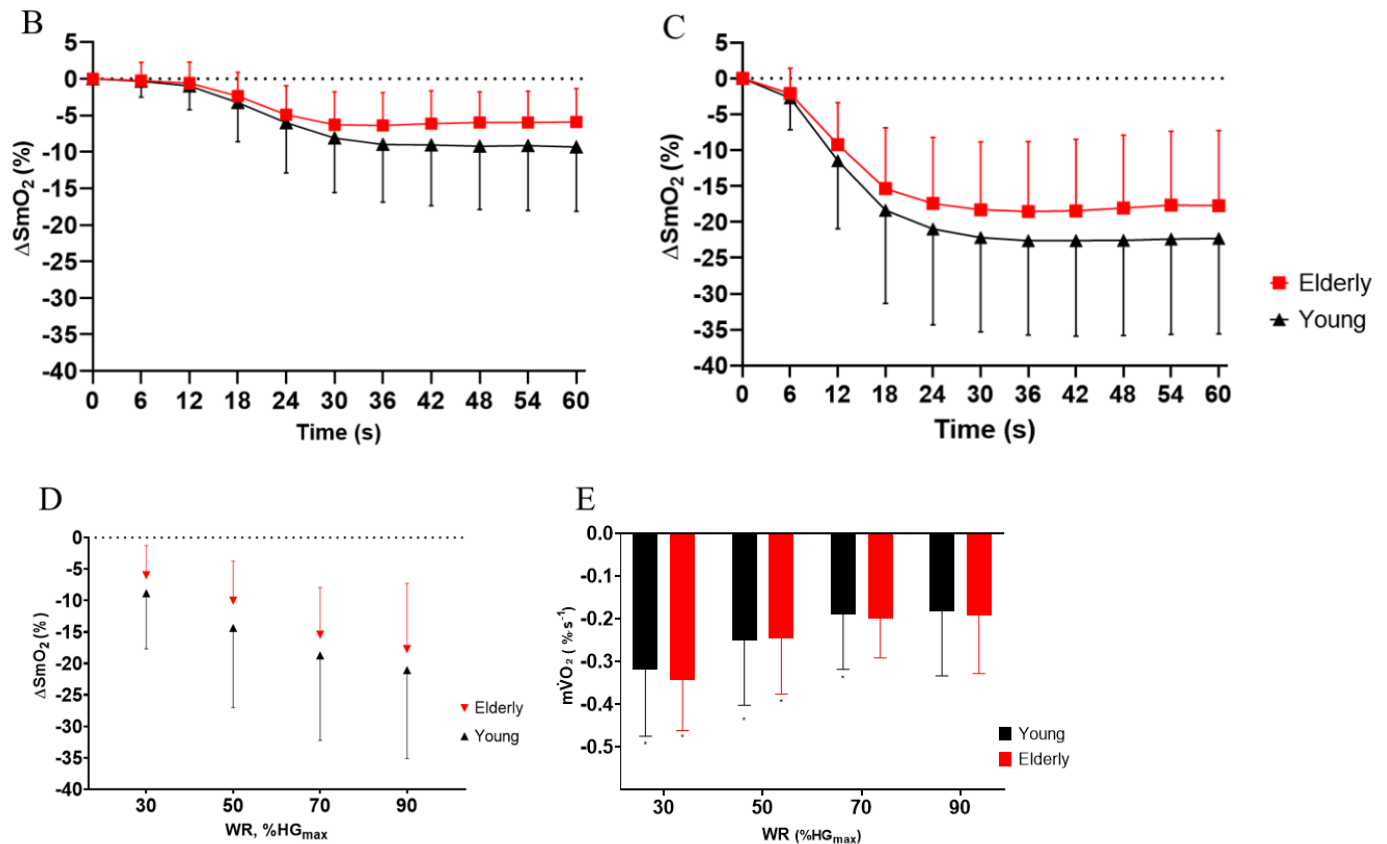 B
5
0
-5
-10
-15
-20
-25
-30
-35
-40
ΔSmO₂ (%)
0 6 12 18 24 30 36 42 48 54 60
Time (s)
C
5
0
-5
-10
-15
-20
-25
-30
-35
-40
ΔSmO₂ (%)
0 6 12 18 24 30 36 42 48 54 60
Time (s)
Elderly
Young
D
0
-5
-10
-15
-20
-25
-30
-35
-40
ΔSmO₂ (%)
30 50 70 90
WR, %HGmax
Elderly
Young
E
0.0
-0.1
-0.2
-0.3
-0.4
-0.5
mV̇O₂ (%·s⁻¹)
* * * * *
30 50 70 90
WR (%HGmax)
Young
Elderly